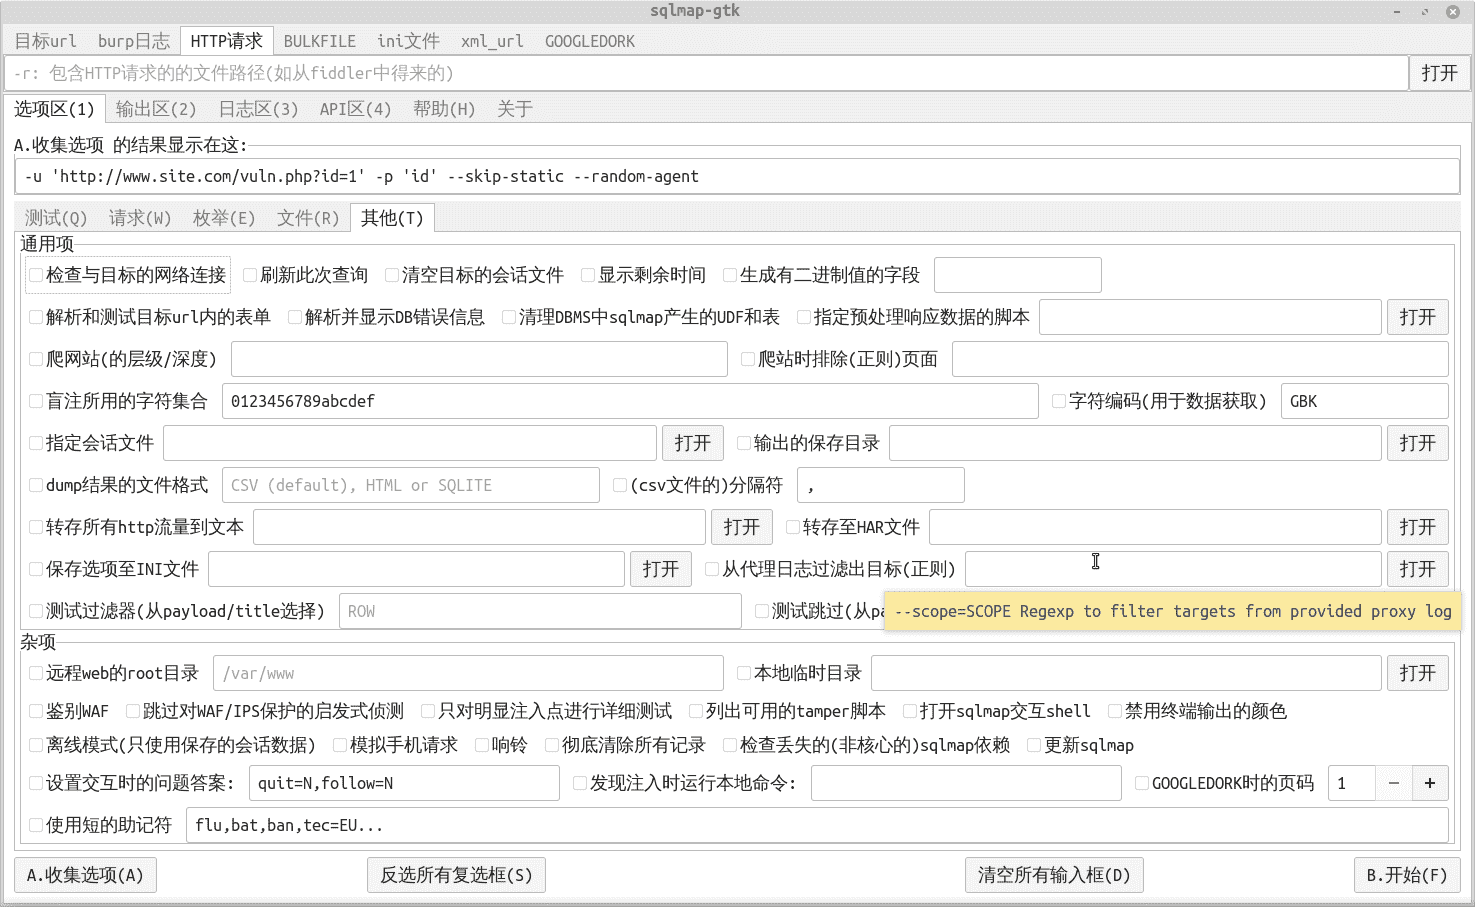 sqlmap-gtk
目标url burp日志 HTTP请求 BULKFILE ini文件 xml_url GOOGLEDORK
-r: 包含HTTP请求的的文件路径(如从fiddler中得来的) 打开
选项区(1) 输出区(2) 日志区(3) API区(4) 帮助(H) 关于
A.收集选项 的结果显示在这:
-u 'http://www.site.com/vuln.php?id=1' -p 'id' --skip-static --random-agent
测试(Q) 请求(W) 枚举(E) 文件(R) 其他(T)
通用项
检查与目标的网络连接 刷新此次查询 清空目标的会话文件 显示剩余时间 生成有二进制值的字段
解析和测试目标url内的表单 解析并显示DB错误信息 清理DBMS中sqlmap产生的UDF和表 指定预处理响应数据的脚本 打开
爬网站(的层级/深度) 爬站时排除(正则)页面
盲注所用的字符集合 0123456789abcdef 字符编码(用于数据获取) GBK
指定会话文件 打开 输出的保存目录 打开
dump结果的文件格式 CSV (default), HTML or SQLITE (csv文件的)分隔符 ,
转存所有http流量到文本 打开 转存至HAR文件 打开
保存选项至INI文件 打开 从代理日志过滤出目标(正则) 打开
测试过滤器(从payload/title选择) ROW 测试跳过(从pa --scope=SCOPE Regexp to filter targets from provided proxy log
杂项
远程web的root目录 /var/www 本地临时目录 打开
鉴别WAF 跳过对WAF/IPS保护的启发式侦测 只对明显注入点进行详细测试 列出可用的tamper脚本 打开sqlmap交互shell 禁用终端输出的颜色
离线模式(只使用保存的会话数据) 模拟手机请求 响铃 彻底清除所有记录 检查丢失的(非核心的)sqlmap依赖 更新sqlmap
设置交互时的问题答案: quit=N,follow=N 发现注入时运行本地命令: GOOGLEDORK时的页码 1 − +
使用短的助记符 flu,bat,ban,tec=EU...
A.收集选项(A) 反选所有复选框(S) 清空所有输入框(D) B.开始(F)